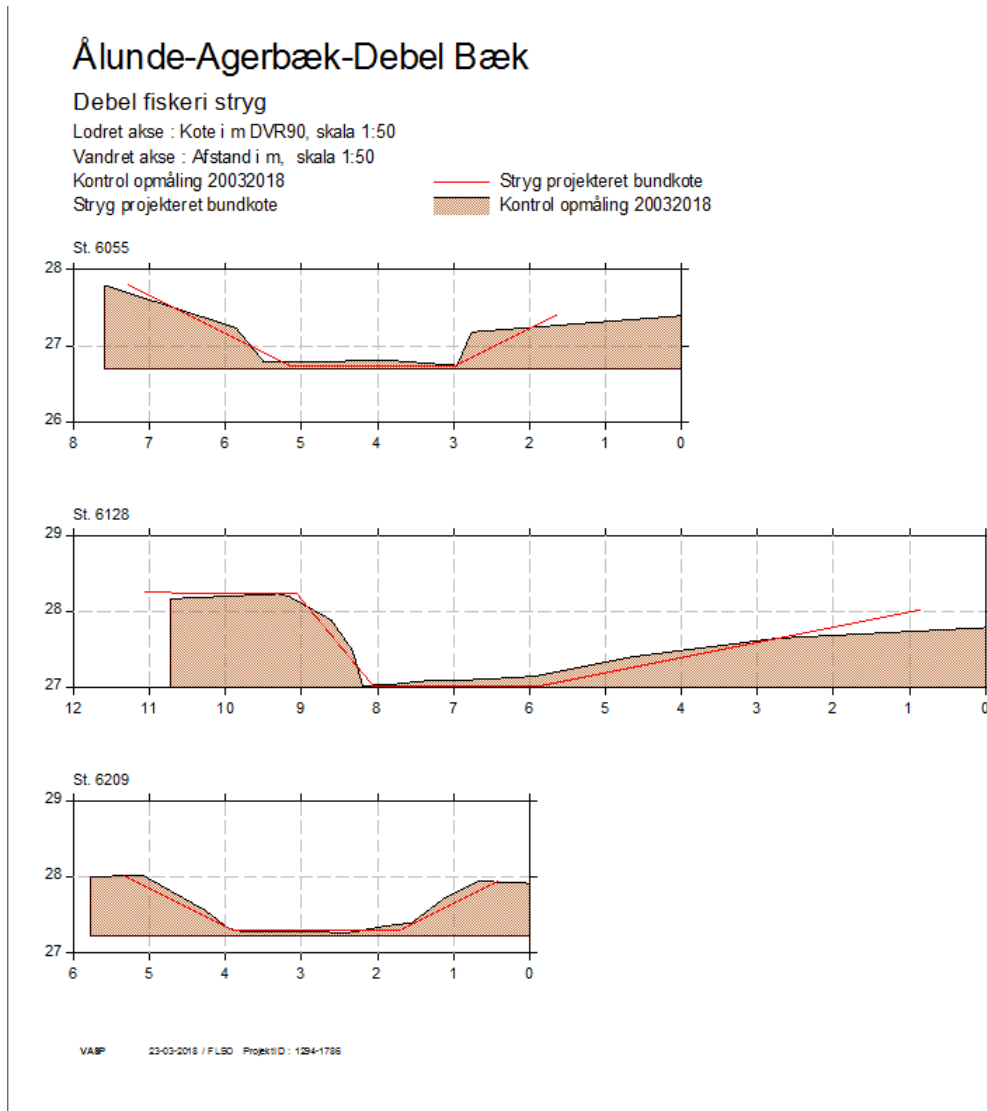 Ålunde-Agerbæk-Debel Bæk
Debel fiskeri stryg
Lodret akse : Kote i m DVR90, skala 1:50
Vandret akse : Afstand i m, skala 1:50
Kontrol opmåling 20032018
Stryg projekteret bundkote
Stryg projekteret bundkote
Kontrol opmåling 20032018
St. 6055
28
27
26
8 7 6 5 4 3 2 1 0
St. 6128
29
28
27
12 11 10 9 8 7 6 5 4 3 2 1 0
St. 6209
29
28
27
6 5 4 3 2 1 0
VASP 23-03-2018 / FLSO ProjektID : 1294-1786